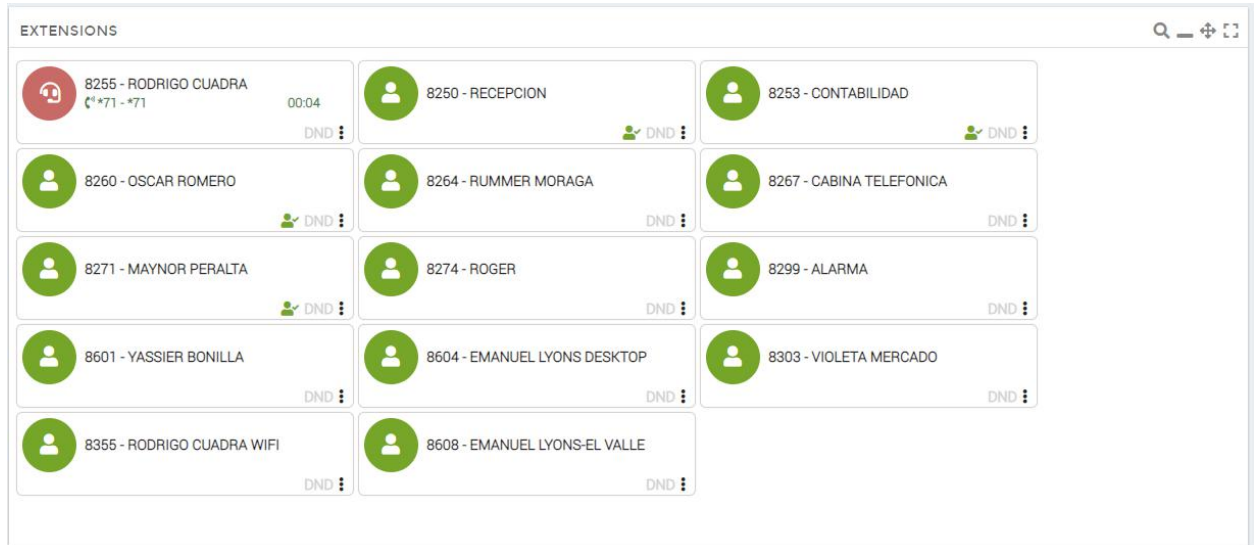 EXTENSIONS
8255 - RODRIGO CUADRA
*71 - *71 00:04
DND
8250 - RECEPCION
DND
8253 - CONTABILIDAD
DND
8260 - OSCAR ROMERO
DND
8264 - RUMMER MORAGA
DND
8267 - CABINA TELEFONICA
DND
8271 - MAYNOR PERALTA
DND
8274 - ROGER
DND
8299 - ALARMA
DND
8601 - YASSIER BONILLA
DND
8604 - EMANUEL LYONS DESKTOP
DND
8303 - VIOLETA MERCADO
DND
8355 - RODRIGO CUADRA WIFI
DND
8608 - EMANUEL LYONS-EL VALLE
DND